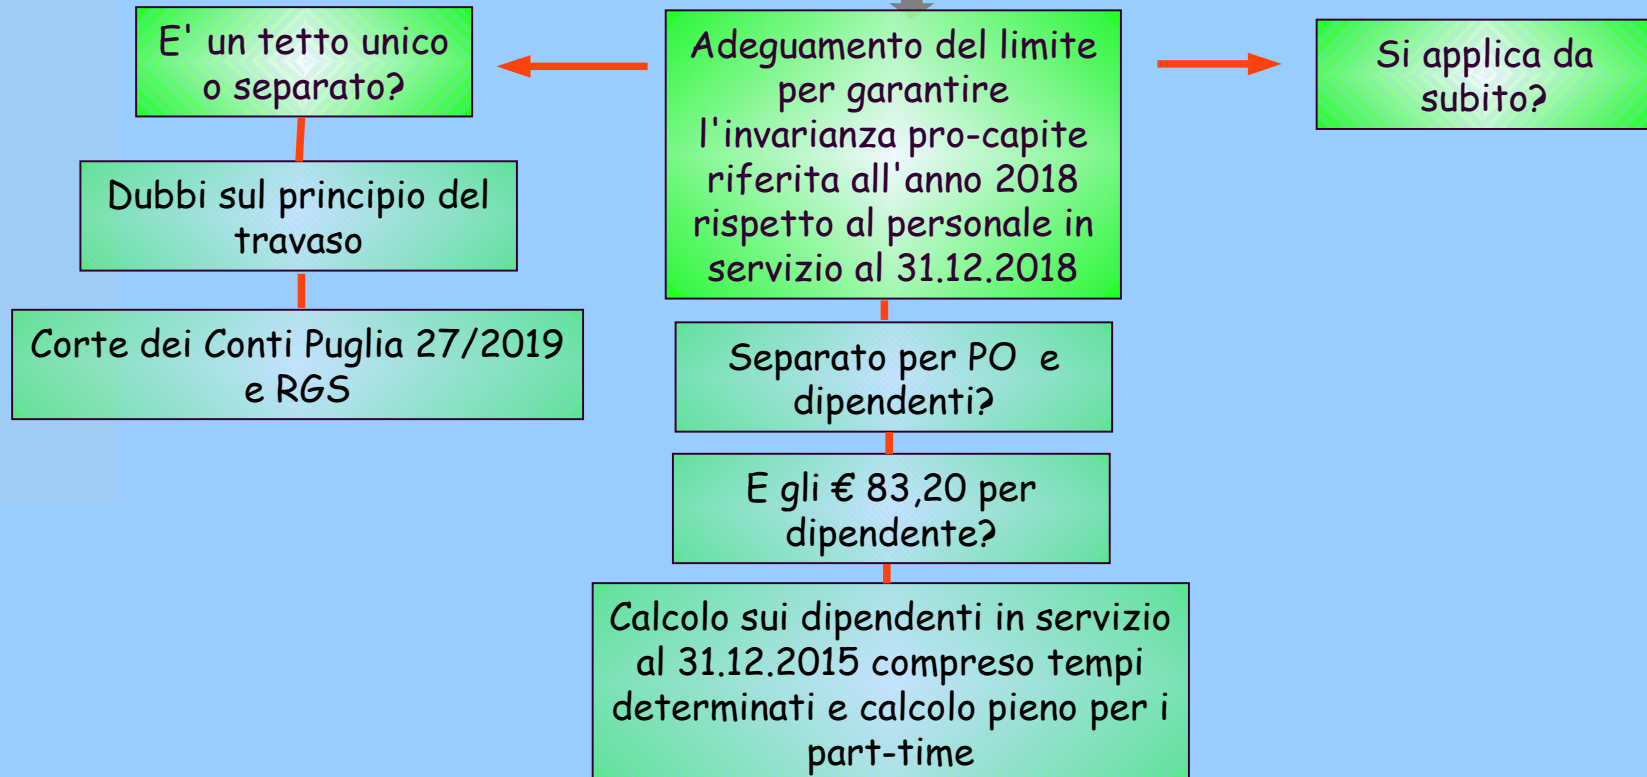 E' un tetto unico
o separato?
Dubbi sul principio del
travaso
Corte dei Conti Puglia 27/2019
e RGS
Adeguamento del limite
per garantire
l'invarianza pro-capite
riferita all'anno 2018
rispetto al personale in
servizio al 31.12.2018
Separato per PO e
dipendenti?
E gli € 83,20 per
dipendente?
Calcolo sui dipendenti in servizio
al 31.12.2015 compreso tempi
determinati e calcolo pieno per i
part-time
Si applica da
subito?